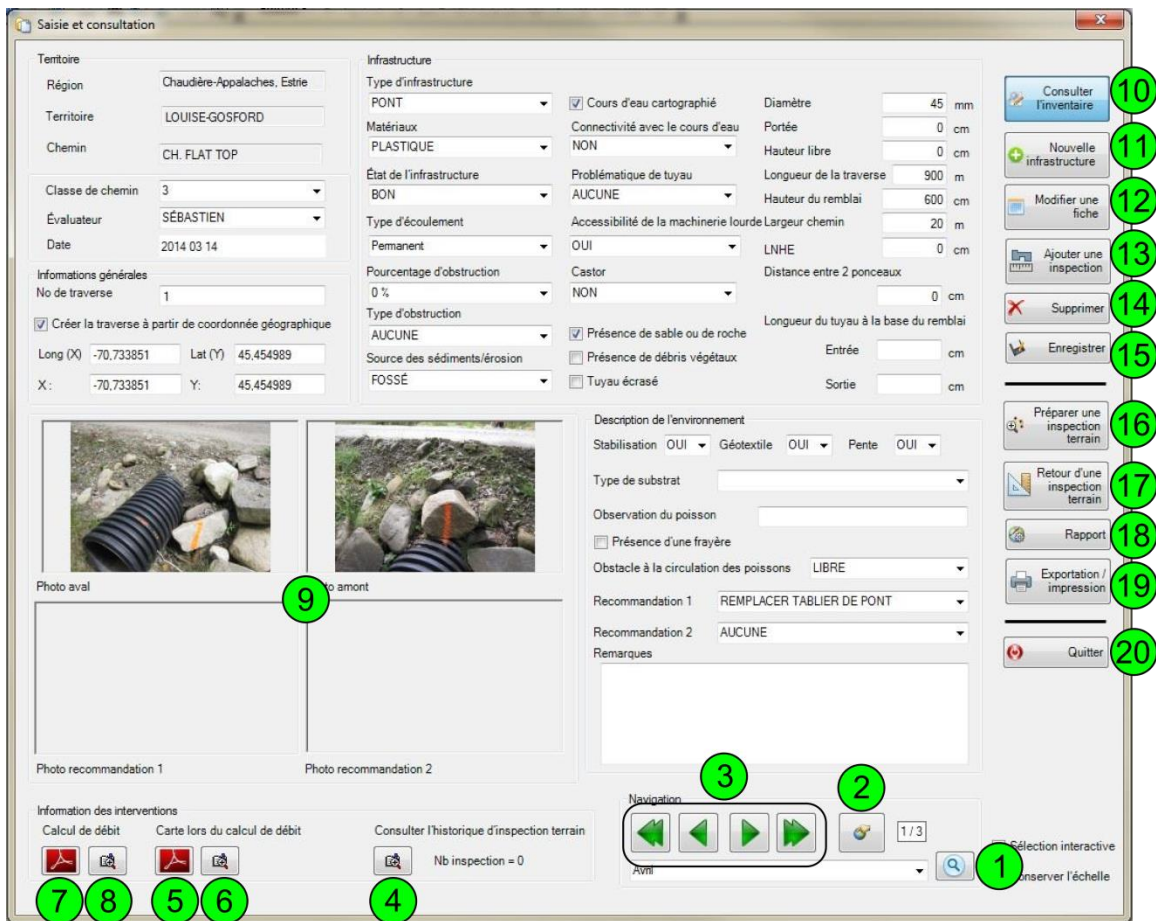 Saisie et consultation
Territoire
Région Chaudière-Appalaches, Estrie
Territoire LOUISE-GOSFORD
Chemin CH. FLAT TOP
Classe de chemin 3
Évaluateur SÉBASTIEN
Date 2014 03 14
Informations générales
No de traverse 1
Créer la traverse à partir de coordonnée géographique
Long (X) -70,733851 Lat (Y) 45,454989
X : -70,733851 Y: 45,454989
Infrastructure
Type d'infrastructure
PONT
Matériaux
PLASTIQUE
État de l'infrastructure
BON
Type d'écoulement
Permanent
Pourcentage d'obstruction
0 %
Type d'obstruction
AUCUNE
Source des sédiments/érosion
FOSSÉ
Cours d'eau cartographié
Connectivité avec le cours d'eau
NON
Problématique de tuyau
AUCUNE
Accessibilité de la machinerie lourde
OUI
Castor
NON
Présence de sable ou de roche
Présence de débris végétaux
Tuyau écrasé
Diamètre 45 mm
Portée 0 cm
Hauteur libre 0 cm
Longueur de la traverse 900 m
Hauteur du remblai 600 cm
Largeur chemin 20 m
LNHE 0 cm
Distance entre 2 ponceaux
0 cm
Longueur du tuyau à la base du remblai
Entrée cm
Sortie cm
Consulter
l'inventaire
10
Nouvelle
infrastructure
11
Modifier une
fiche
12
Ajouter une
inspection
13
Supprimer
14
Enregistrer
15
Préparer une
inspection
terrain
16
Retour d'une
inspection
terrain
17
Rapport
18
Exportation /
impression
19
Quitter
20
Photo aval
amont
9
Photo recommandation 1
Photo recommandation 2
Description de l'environnement
Stabilisation OUI Géotextile OUI Pente OUI
Type de substrat
Observation du poisson
Présence d'une frayère
Obstacle à la circulation des poissons LIBRE
Recommandation 1 REMPLACER TABLIER DE PONT
Recommandation 2 AUCUNE
Remarques
Information des interventions
Calcul de débit
Carte lors du calcul de débit
Consulter l'historique d'inspection terrain
Nb inspection = 0
7 8 5 6 4
3
2
Navigation
1 / 3
Avril
1
Sélection interactive
l'échelle